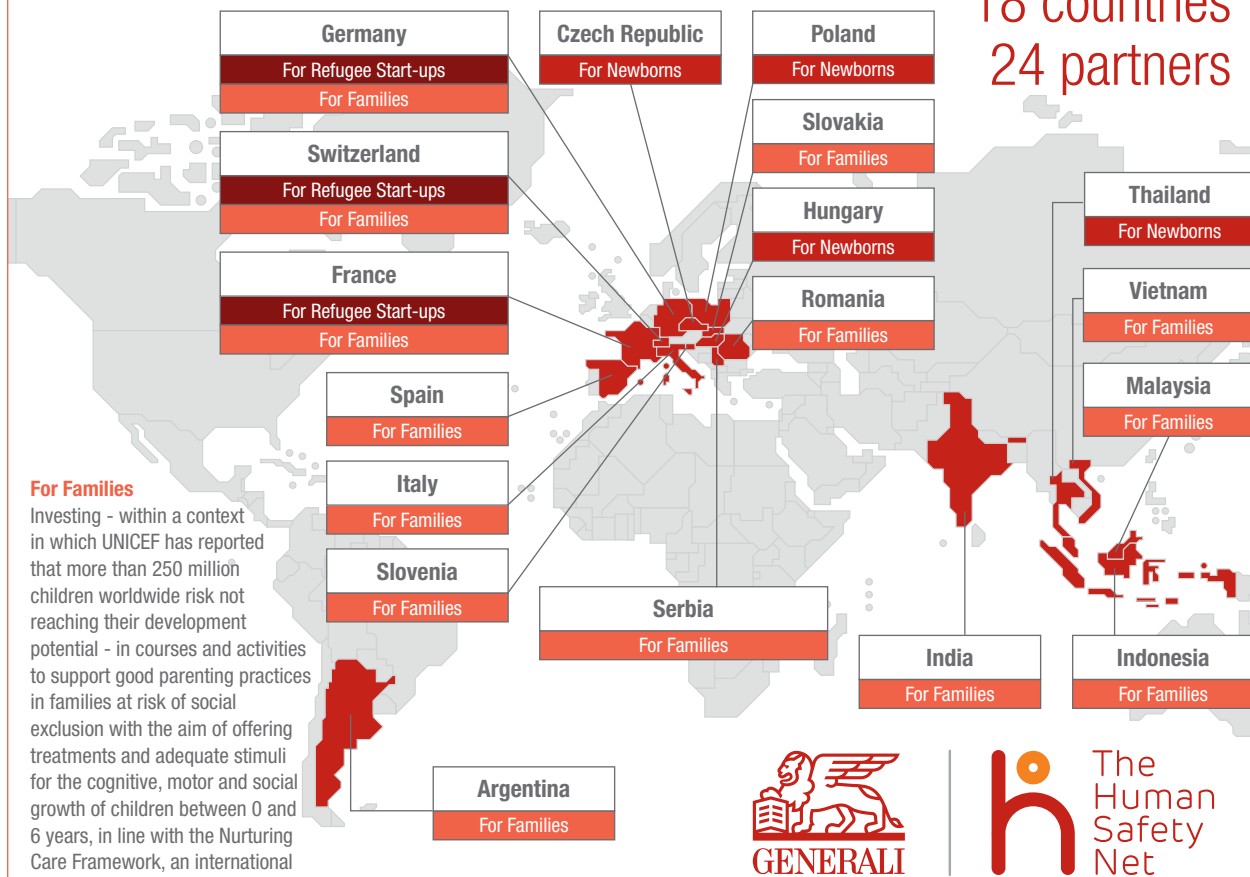 18 countries
24 partners
Germany
For Refugee Start-ups
For Families
Switzerland
For Refugee Start-ups
For Families
France
For Refugee Start-ups
For Families
Spain
For Families
Italy
For Families
Slovenia
For Families
Czech Republic
For Newborns
Poland
For Newborns
Slovakia
For Families
Hungary
For Newborns
Romania
For Families
Thailand
For Newborns
Vietnam
For Families
Malaysia
For Families
Serbia
For Families
India
For Families
Indonesia
For Families
Argentina
For Families
For Families
Investing - within a context
in which UNICEF has reported
that more than 250 million
children worldwide risk not
reaching their development
potential - in courses and activities
to support good parenting practices
in families at risk of social
exclusion with the aim of offering
treatments and adequate stimuli
for the cognitive, motor and social
growth of children between 0 and
6 years, in line with the Nurturing
Care Framework, an international
GENERALI
The
Human
Safety
Net